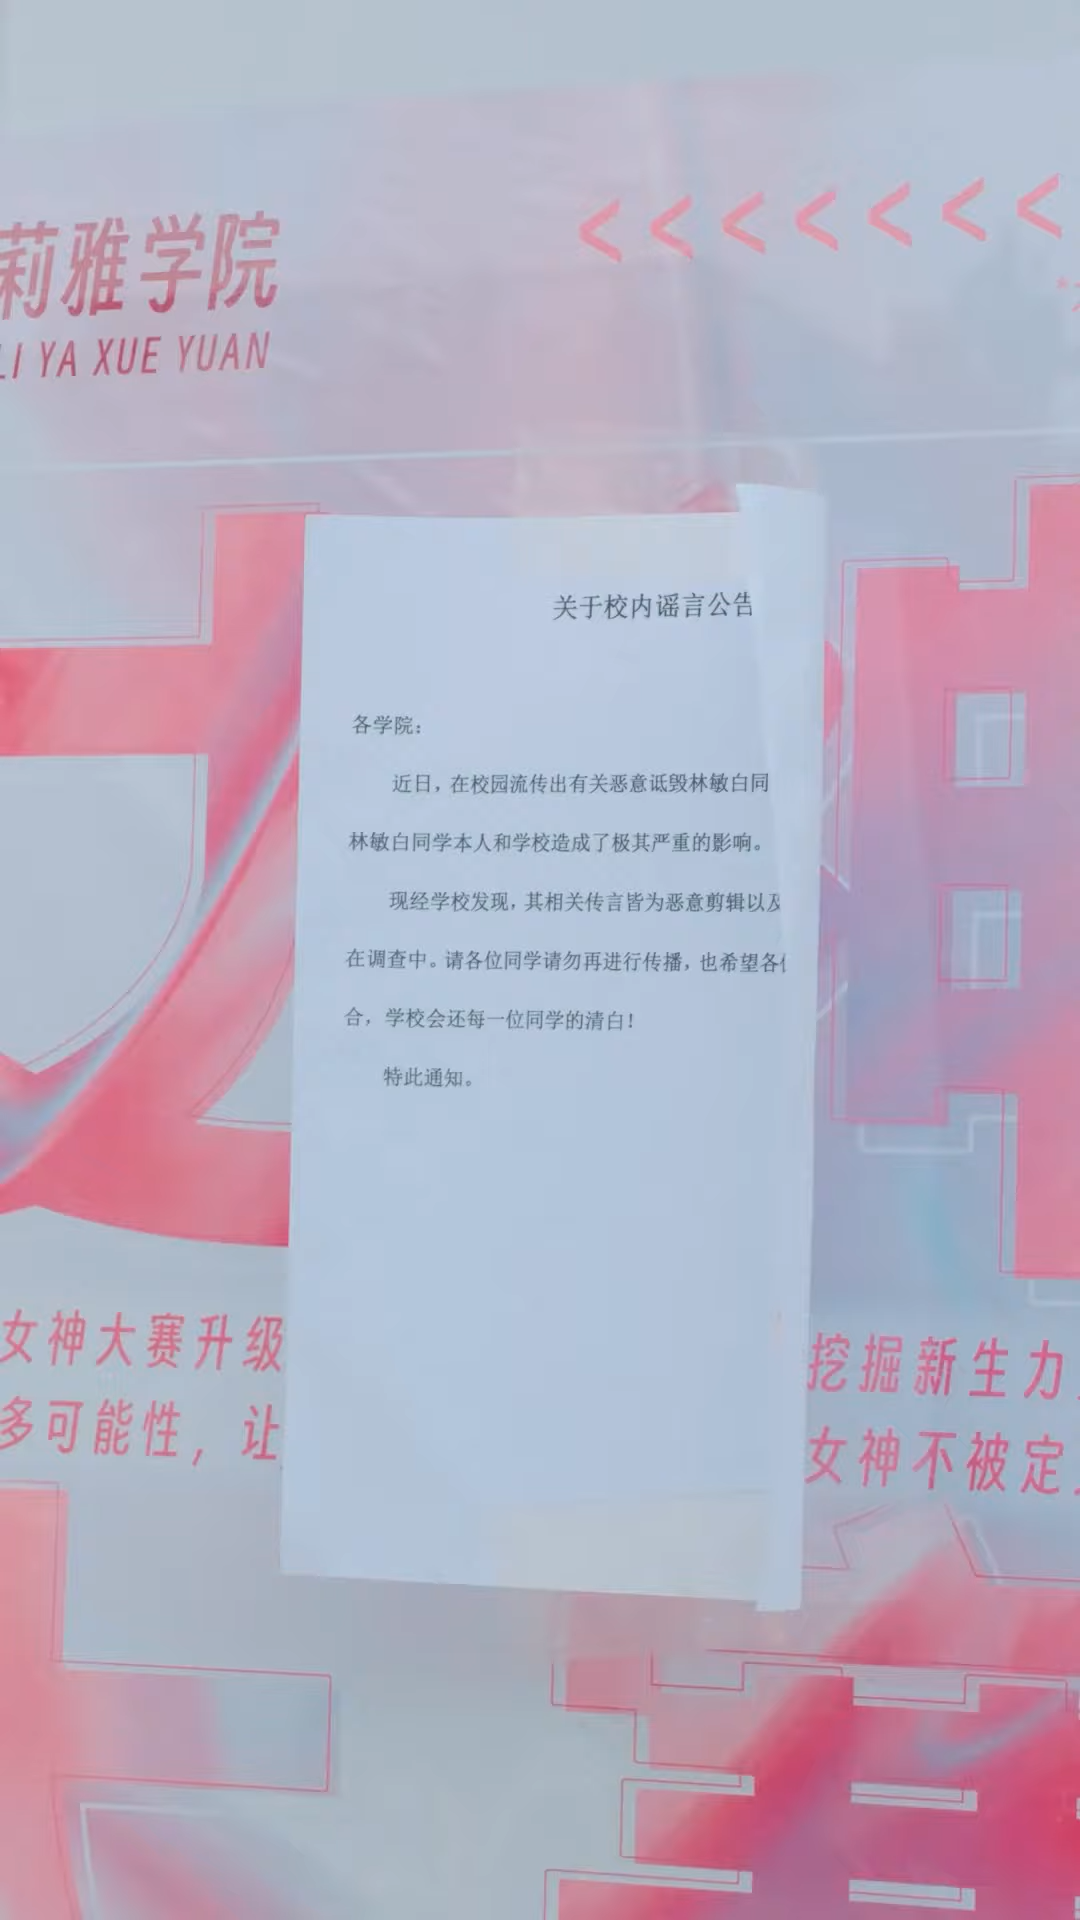 莉雅学院
LI YA XUE YUAN
<<<<<<<
关于校内谣言公告
各学院：
近日，在校园流传出有关恶意诋毁林敏白同
林敏白同学本人和学校造成了极其严重的影响。
现经学校发现，其相关传言皆为恶意剪辑以及
在调查中。请各位同学请勿再进行传播，也希望各
合，学校会还每一位同学的清白！
特此通知。
女神大赛升级
多可能性，让
挖掘新生力
女神不被定